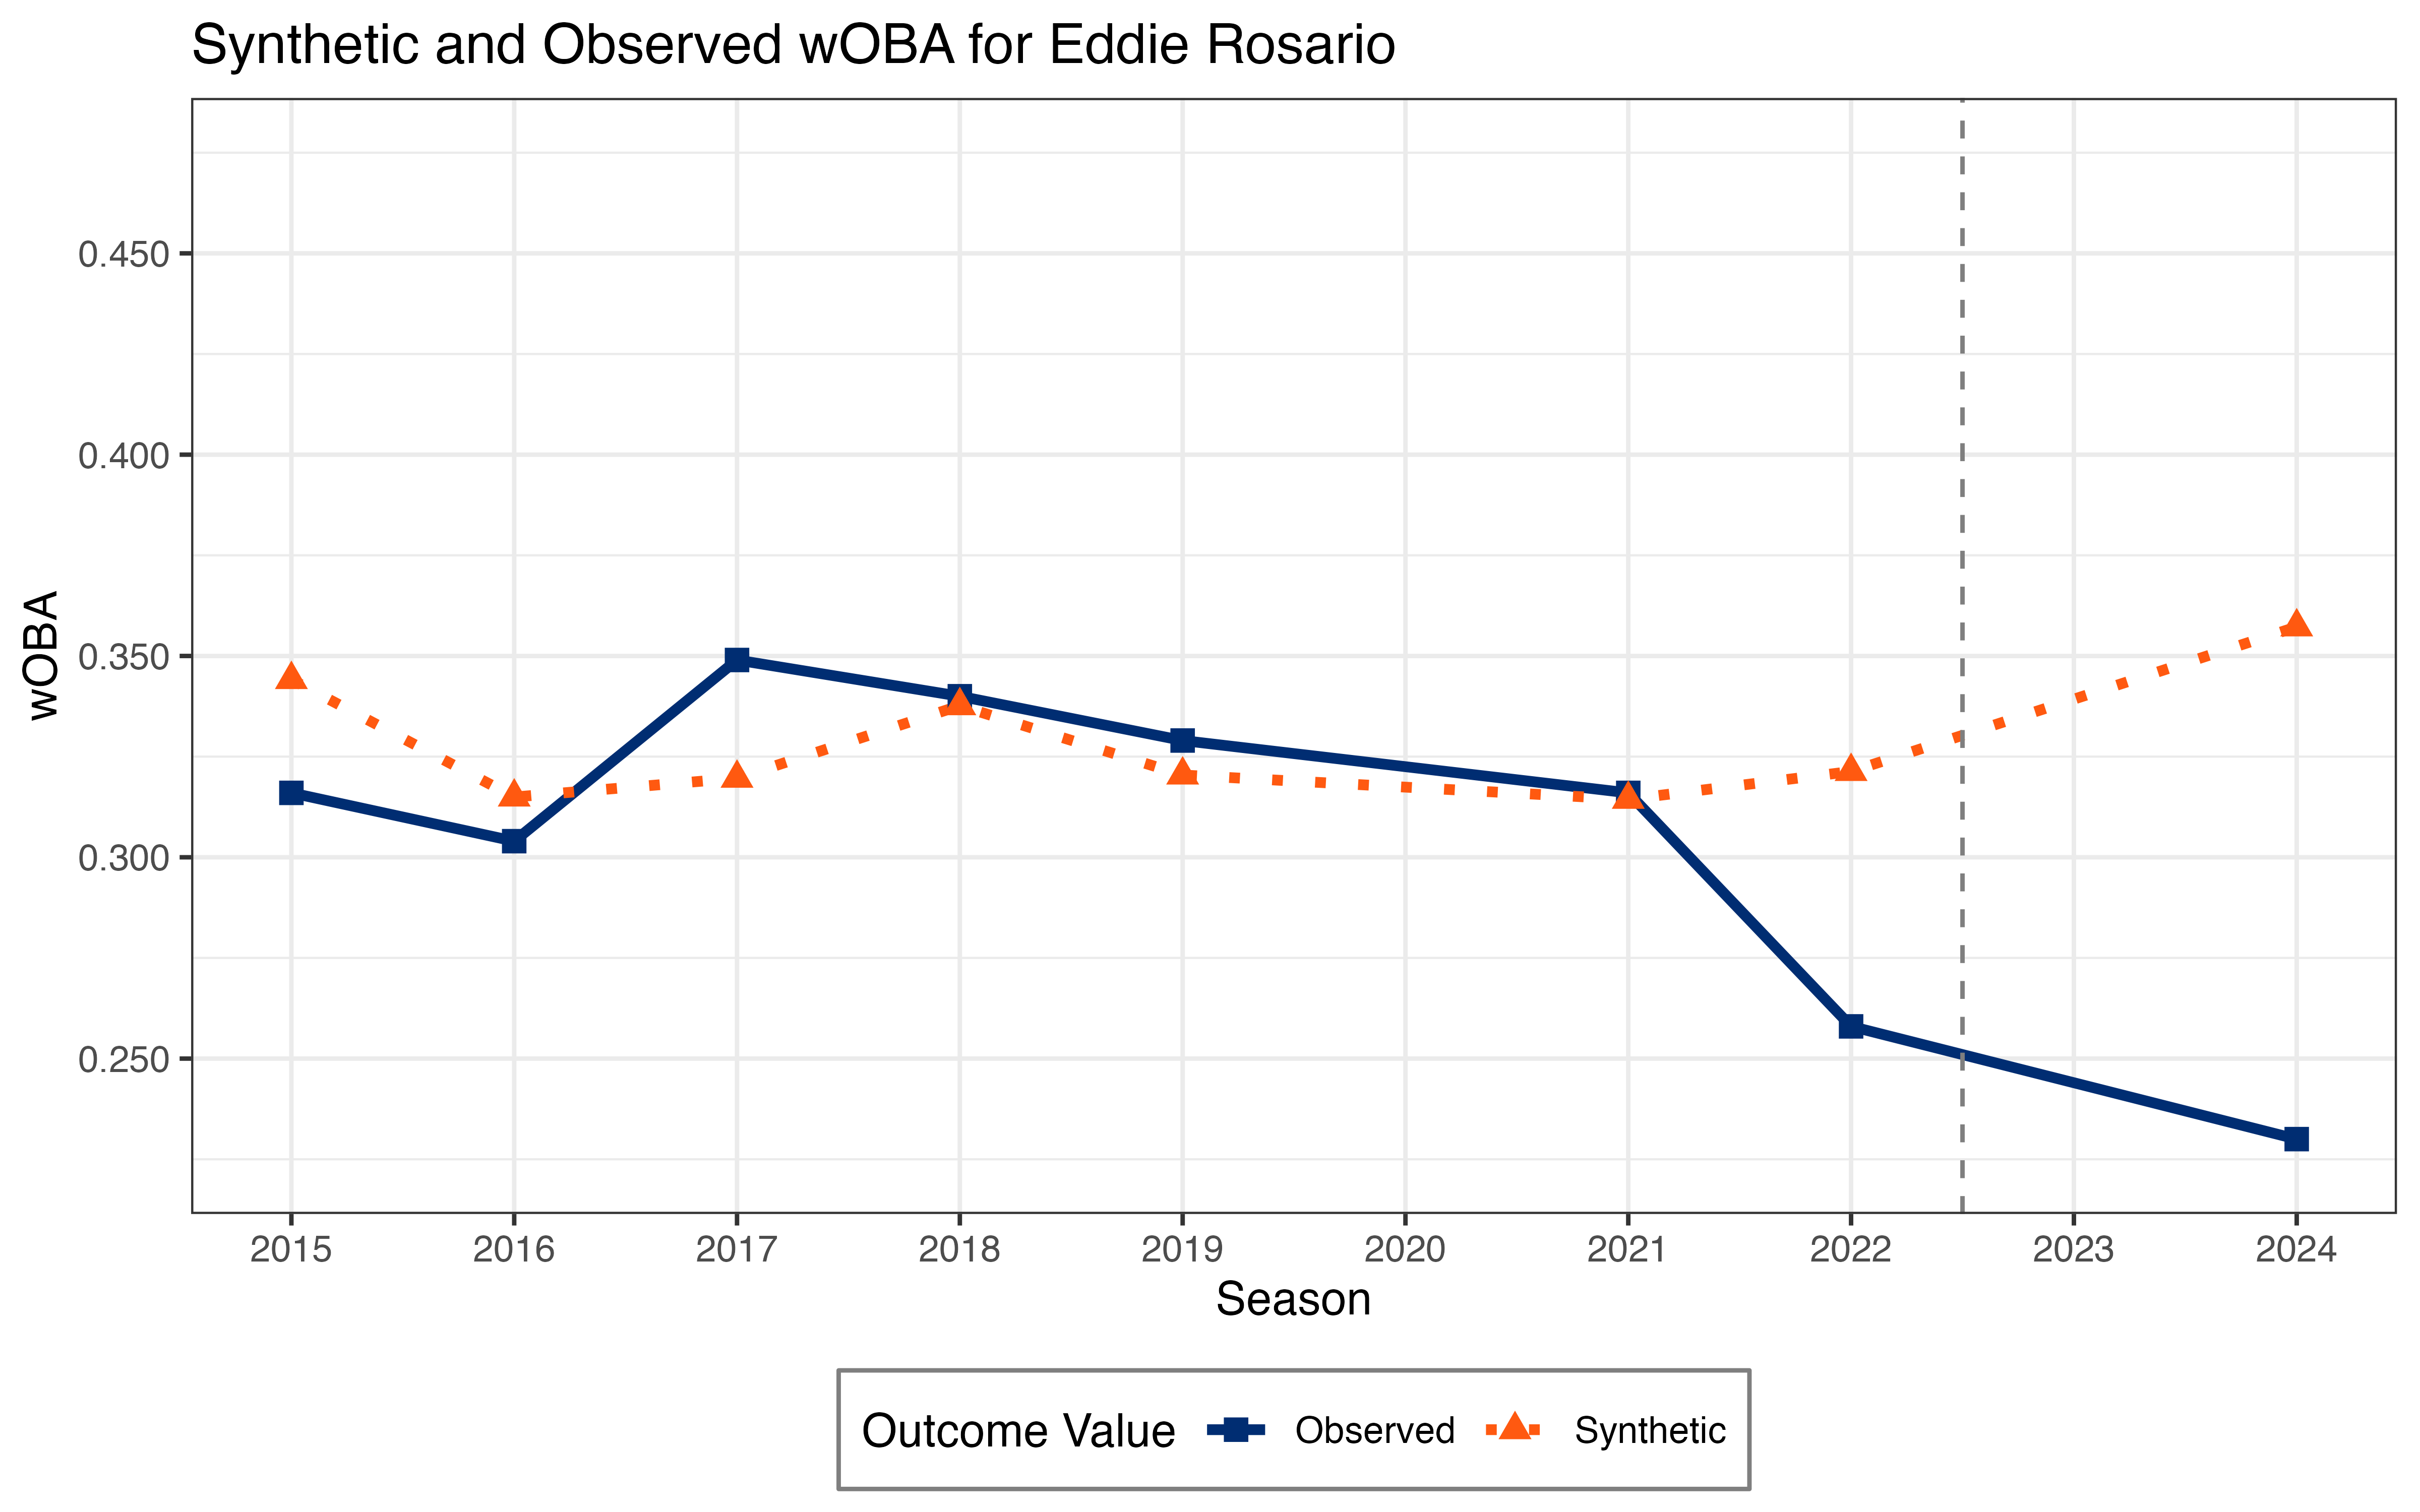 Synthetic and Observed wOBA for Eddie Rosario
wOBA
0.450
0.400
0.350
0.300
0.250
2015 2016 2017 2018 2019 2020 2021 2022 2023 2024
Season
Outcome Value Observed Synthetic